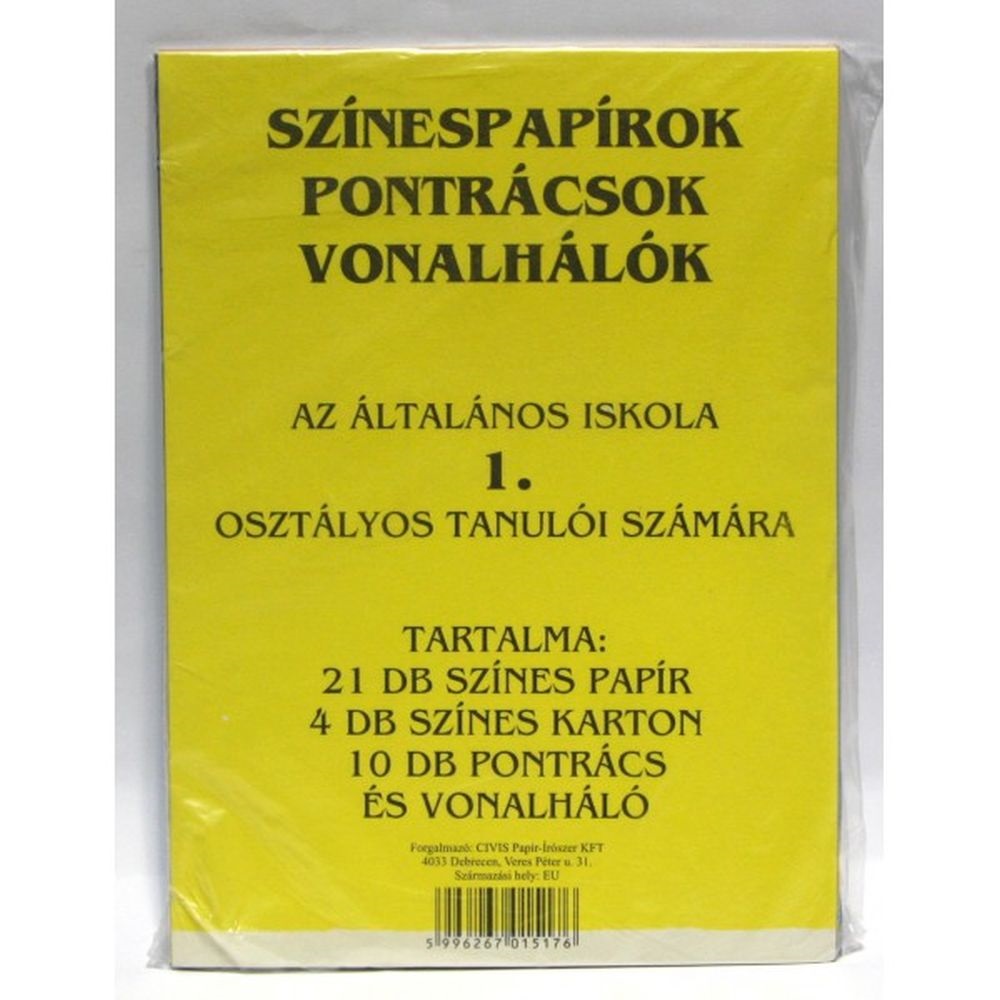 SZÍNESPAPÍROK
PONTRÁCSOK
VONALHÁLÓK
AZ ÁLTALÁNOS ISKOLA
1.
OSZTÁLYOS TANULÓI SZÁMÁRA
TARTALMA:
21 DB SZÍNES PAPÍR
4 DB SZÍNES KARTON
10 DB PONTRÁCS
ÉS VONALHÁLÓ
Forgalmazó: CIVIS Papír-Írószer KFT
4033 Debrecen, Veres Péter u. 31.
Származási hely: EU
5 996267 015176